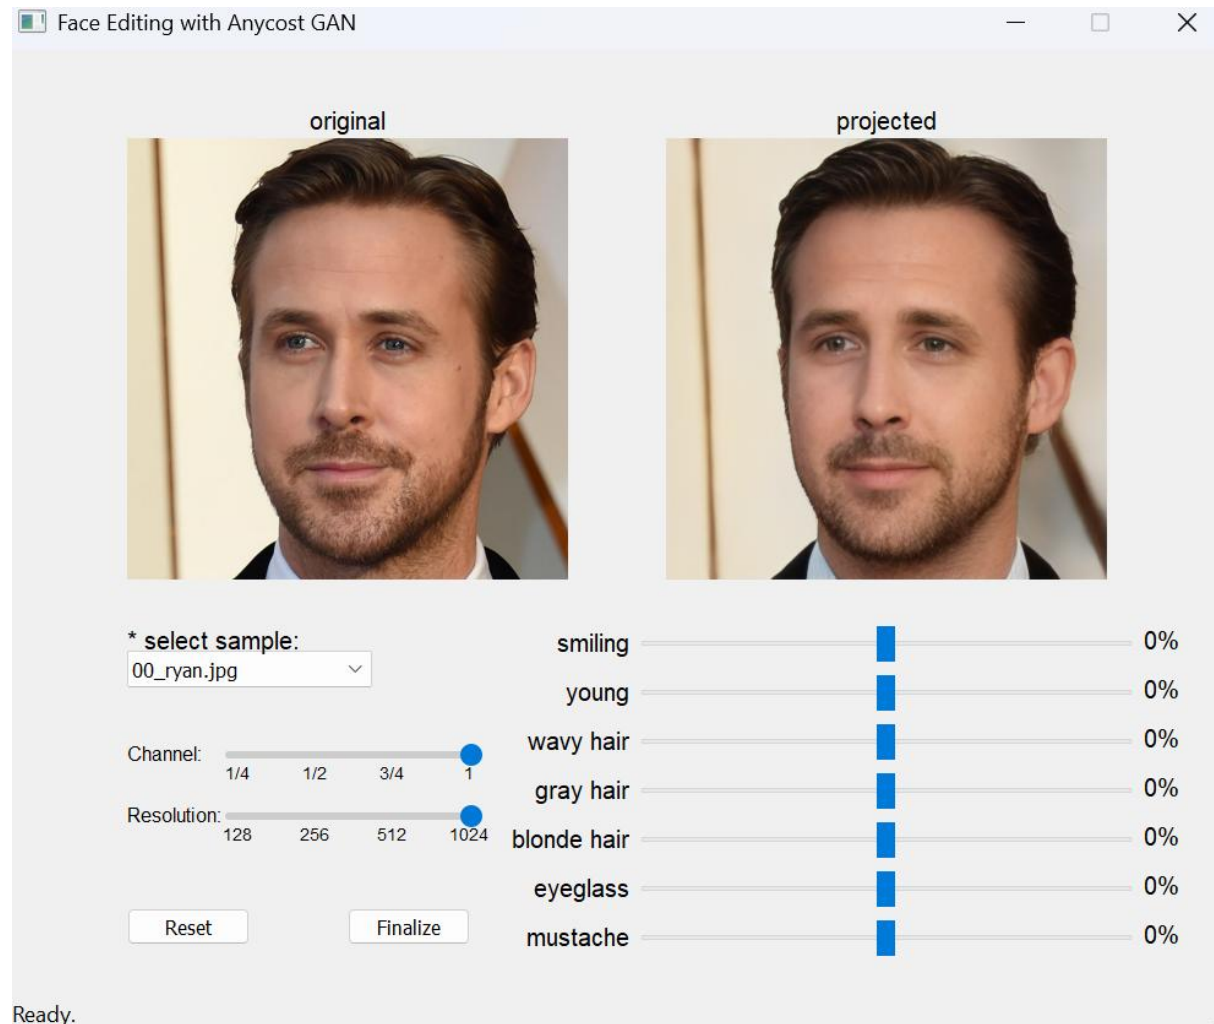 Face Editing with Anycost GAN
original
projected
* select sample:
00_ryan.jpg
Channel:
1/4 1/2 3/4 1
Resolution:
128 256 512 1024
Reset
Finalize
smiling 0%
young 0%
wavy hair 0%
gray hair 0%
blonde hair 0%
eyeglass 0%
mustache 0%
Ready.